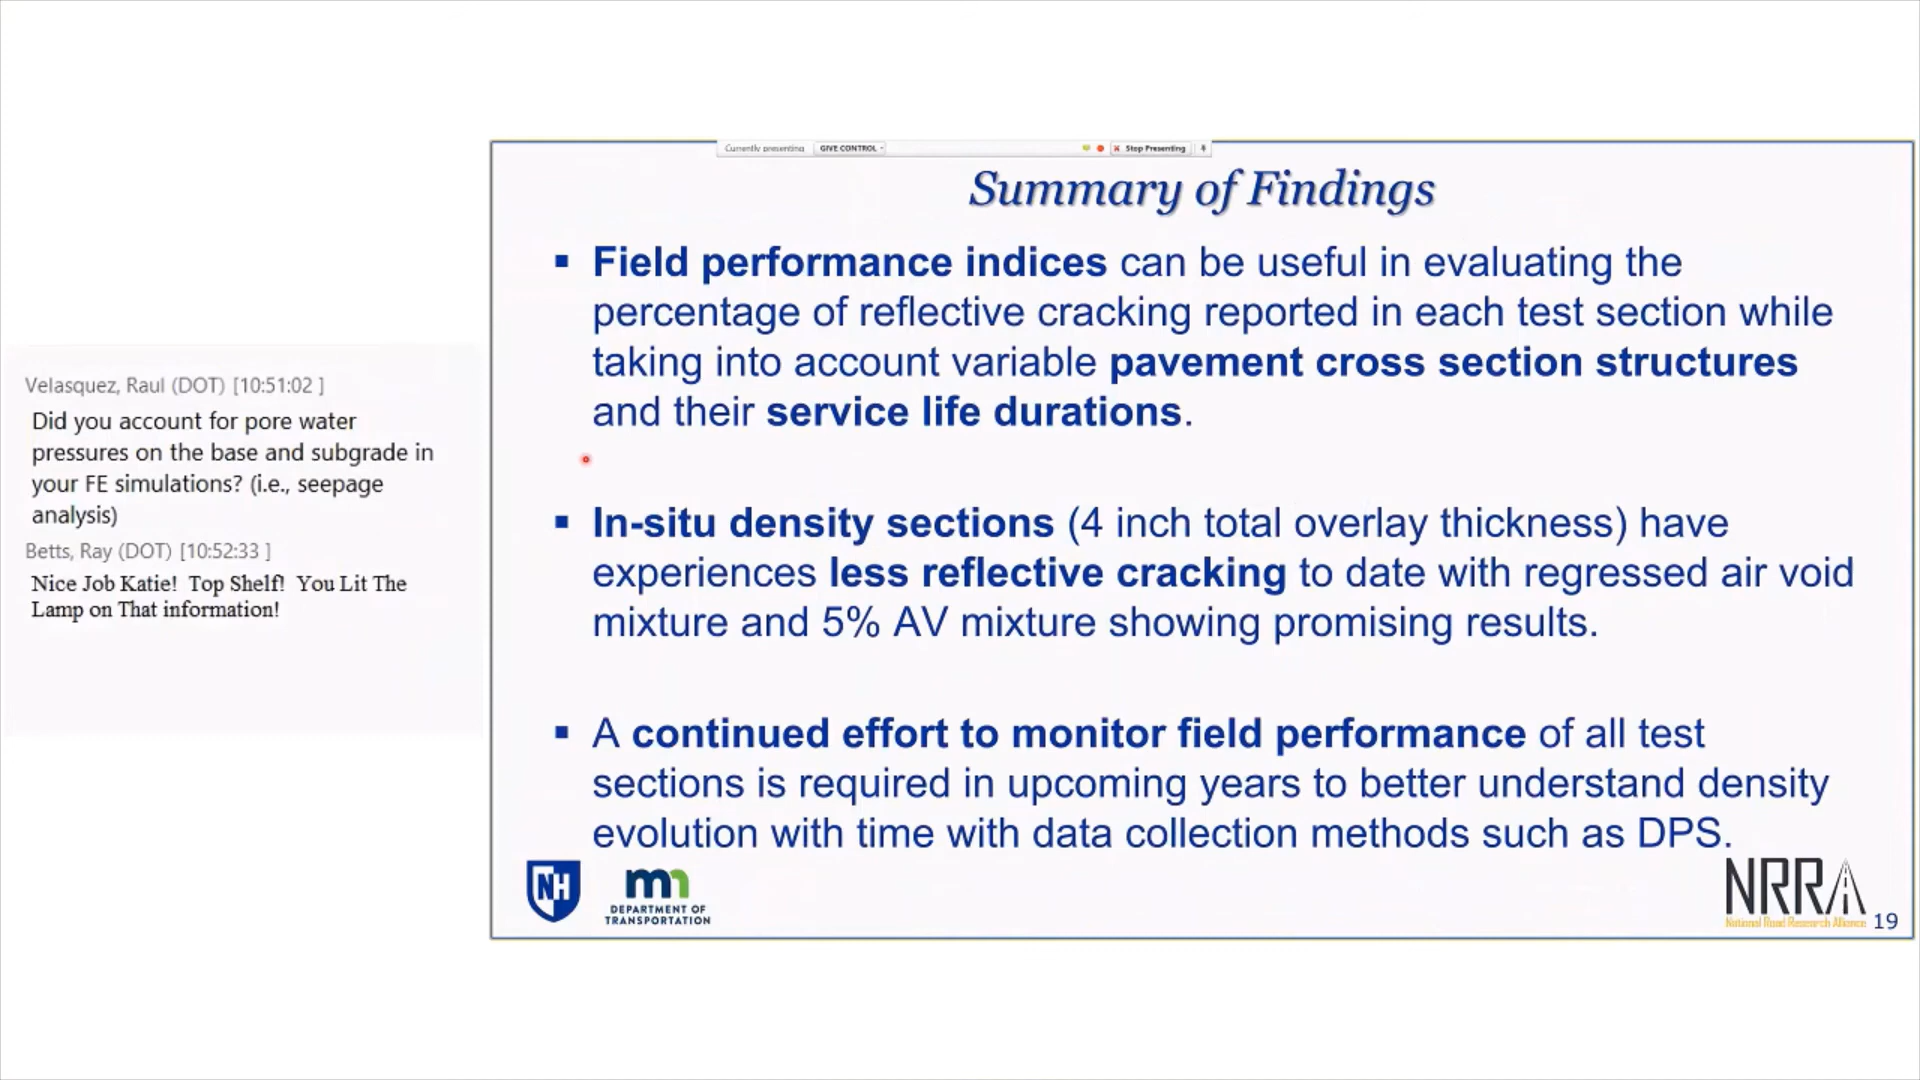 Currently presenting GIVE CONTROL Stop Presenting
Summary of Findings
▪ Field performance indices can be useful in evaluating the
percentage of reflective cracking reported in each test section while
taking into account variable pavement cross section structures
and their service life durations.
▪ In-situ density sections (4 inch total overlay thickness) have
experiences less reflective cracking to date with regressed air void
mixture and 5% AV mixture showing promising results.
▪ A continued effort to monitor field performance of all test
sections is required in upcoming years to better understand density
evolution with time with data collection methods such as DPS.
NH
mn
DEPARTMENT OF
TRANSPORTATION
NRRA
National Road Research Alliance
19
Velasquez, Raul (DOT) [10:51:02 ]
Did you account for pore water
pressures on the base and subgrade in
your FE simulations? (i.e., seepage
analysis)
Betts, Ray (DOT) [10:52:33 ]
Nice Job Katie!  Top Shelf!  You Lit The
Lamp on That information!